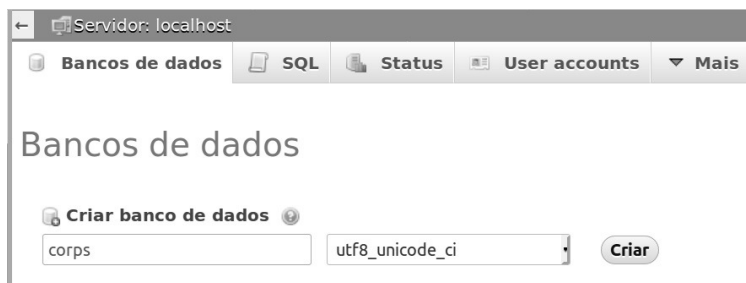 Servidor: localhost
Bancos de dados SQL Status User accounts Mais
Bancos de dados
Criar banco de dados
corps utf8_unicode_ci Criar